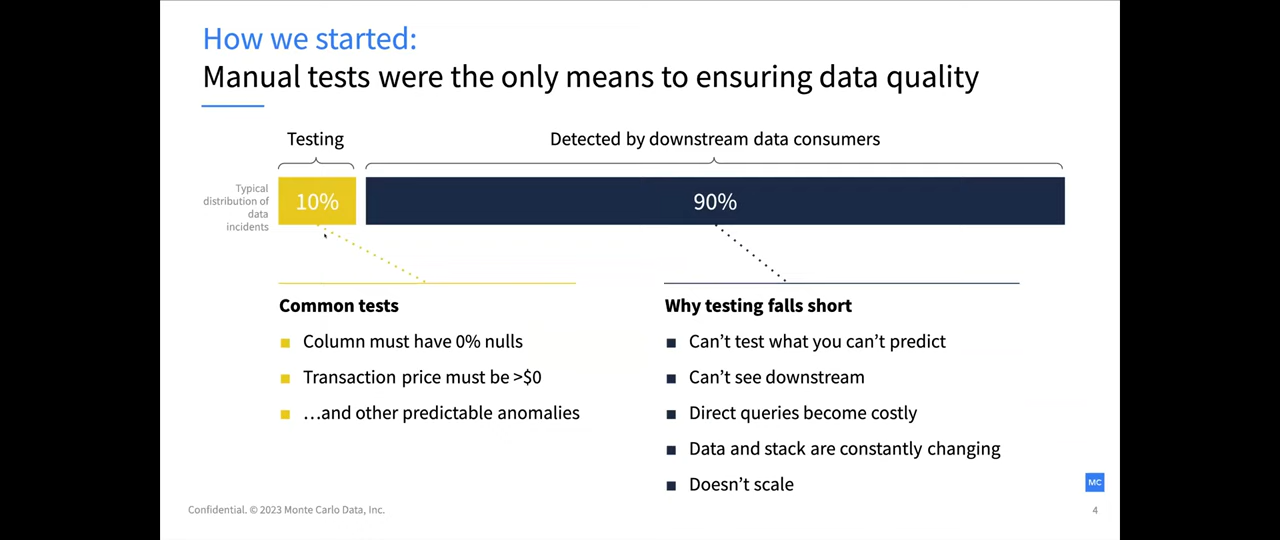 How we started:
Manual tests were the only means to ensuring data quality
Testing
Detected by downstream data consumers
Typical
distribution of
data
incidents
10%
90%
Common tests
Column must have 0% nulls
Transaction price must be >$0
…and other predictable anomalies
Why testing falls short
Can’t test what you can’t predict
Can’t see downstream
Direct queries become costly
Data and stack are constantly changing
Doesn’t scale
MC
Confidential. © 2023 Monte Carlo Data, Inc.
4